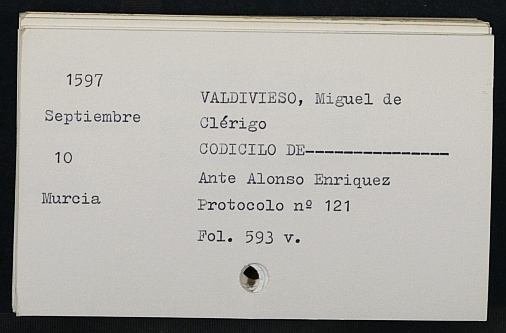 1597
Septiembre
10
Murcia
VALDIVIESO, Miguel de
Clérigo
CODICILO DE---------------
Ante Alonso Enriquez
Protocolo nº 121
Fol. 593 v.